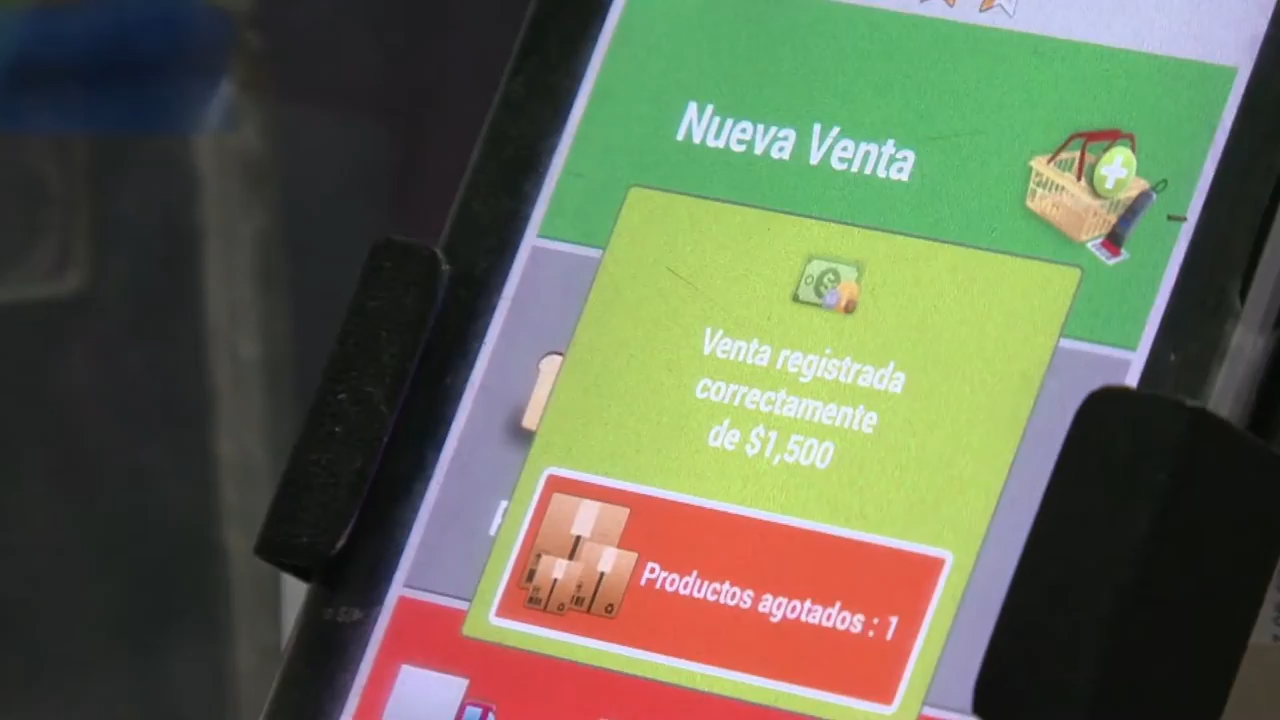 Nueva Venta
Venta registrada
correctamente
de $1,500
Productos agotados : 1